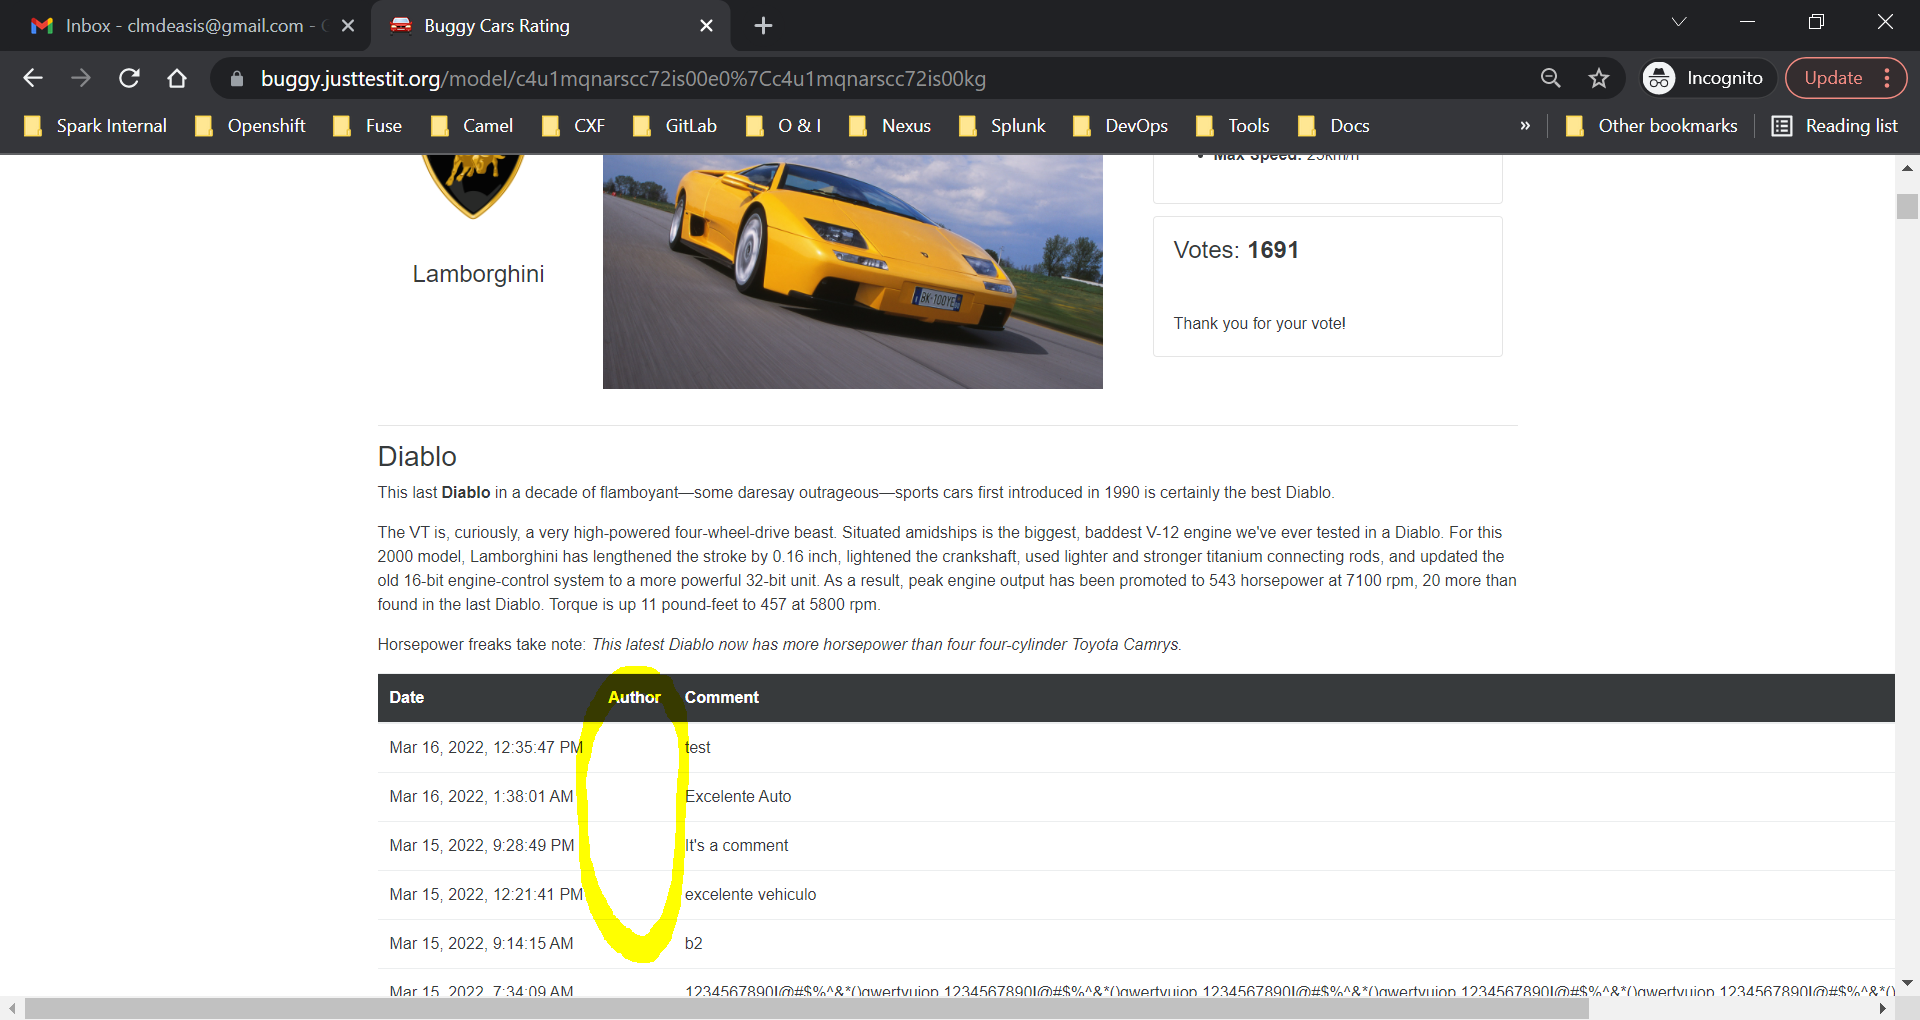 Inbox - clmdeasis@gmail.com -
Buggy Cars Rating
buggy.justtestit.org/model/c4u1mqnarscc72is00e0%7Cc4u1mqnarscc72is00kg
Incognito
Update
Spark Internal
Openshift
Fuse
Camel
CXF
GitLab
O & I
Nexus
Splunk
DevOps
Tools
Docs
»
Other bookmarks
Reading list
Max Speed: 25km/h
Lamborghini
Votes: 1691
Thank you for your vote!
Diablo
This last Diablo in a decade of flamboyant—some daresay outrageous—sports cars first introduced in 1990 is certainly the best Diablo.
The VT is, curiously, a very high-powered four-wheel-drive beast. Situated amidships is the biggest, baddest V-12 engine we've ever tested in a Diablo. For this
2000 model, Lamborghini has lengthened the stroke by 0.16 inch, lightened the crankshaft, used lighter and stronger titanium connecting rods, and updated the
old 16-bit engine-control system to a more powerful 32-bit unit. As a result, peak engine output has been promoted to 543 horsepower at 7100 rpm, 20 more than
found in the last Diablo. Torque is up 11 pound-feet to 457 at 5800 rpm.
Horsepower freaks take note: This latest Diablo now has more horsepower than four four-cylinder Toyota Camrys.
Date Author Comment
Mar 16, 2022, 12:35:47 PM test
Mar 16, 2022, 1:38:01 AM Excelente Auto
Mar 15, 2022, 9:28:49 PM It's a comment
Mar 15, 2022, 12:21:41 PM excelente vehiculo
Mar 15, 2022, 9:14:15 AM b2
Mar 15, 2022, 7:34:09 AM 1234567890!@#$%^&*()qwertyuiop 1234567890!@#$%^&*()qwertyuiop 1234567890!@#$%^&*()qwertyuiop 1234567890!@#$%^&*()